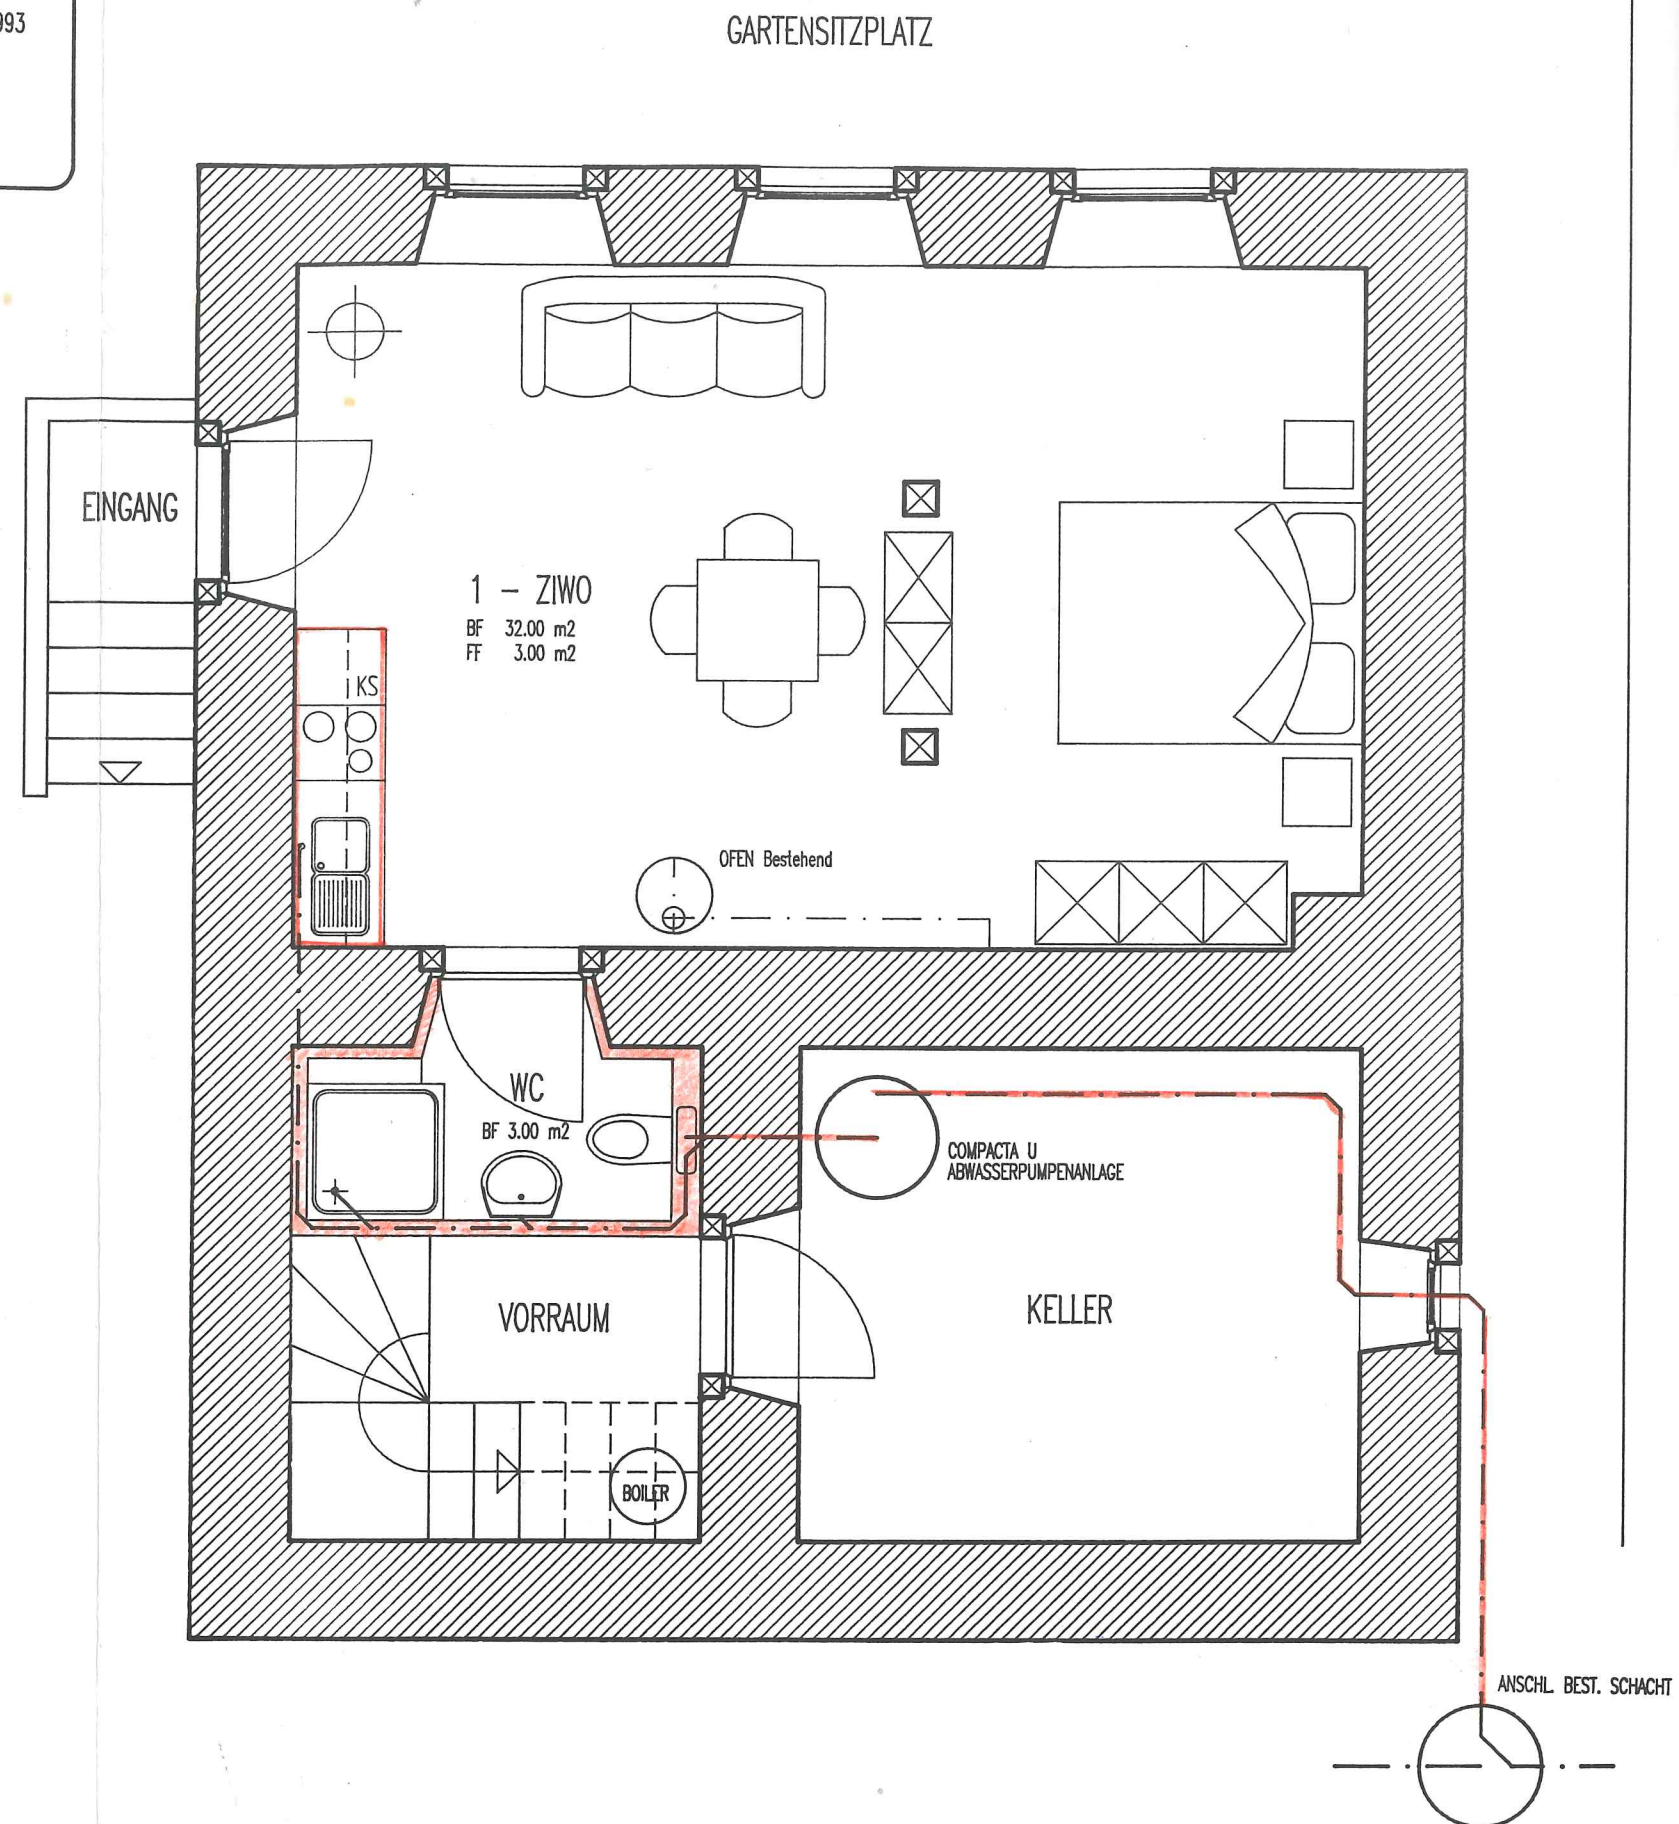 993
GARTENSITZPLATZ
EINGANG
1 - ZIWO
BF 32.00 m2
FF 3.00 m2
KS
OFEN Bestehend
WC
BF 3.00 m2
COMPACTA U
ABWASSERPUMPENANLAGE
VORRAUM
KELLER
BOILER
ANSCHL. BEST. SCHACHT